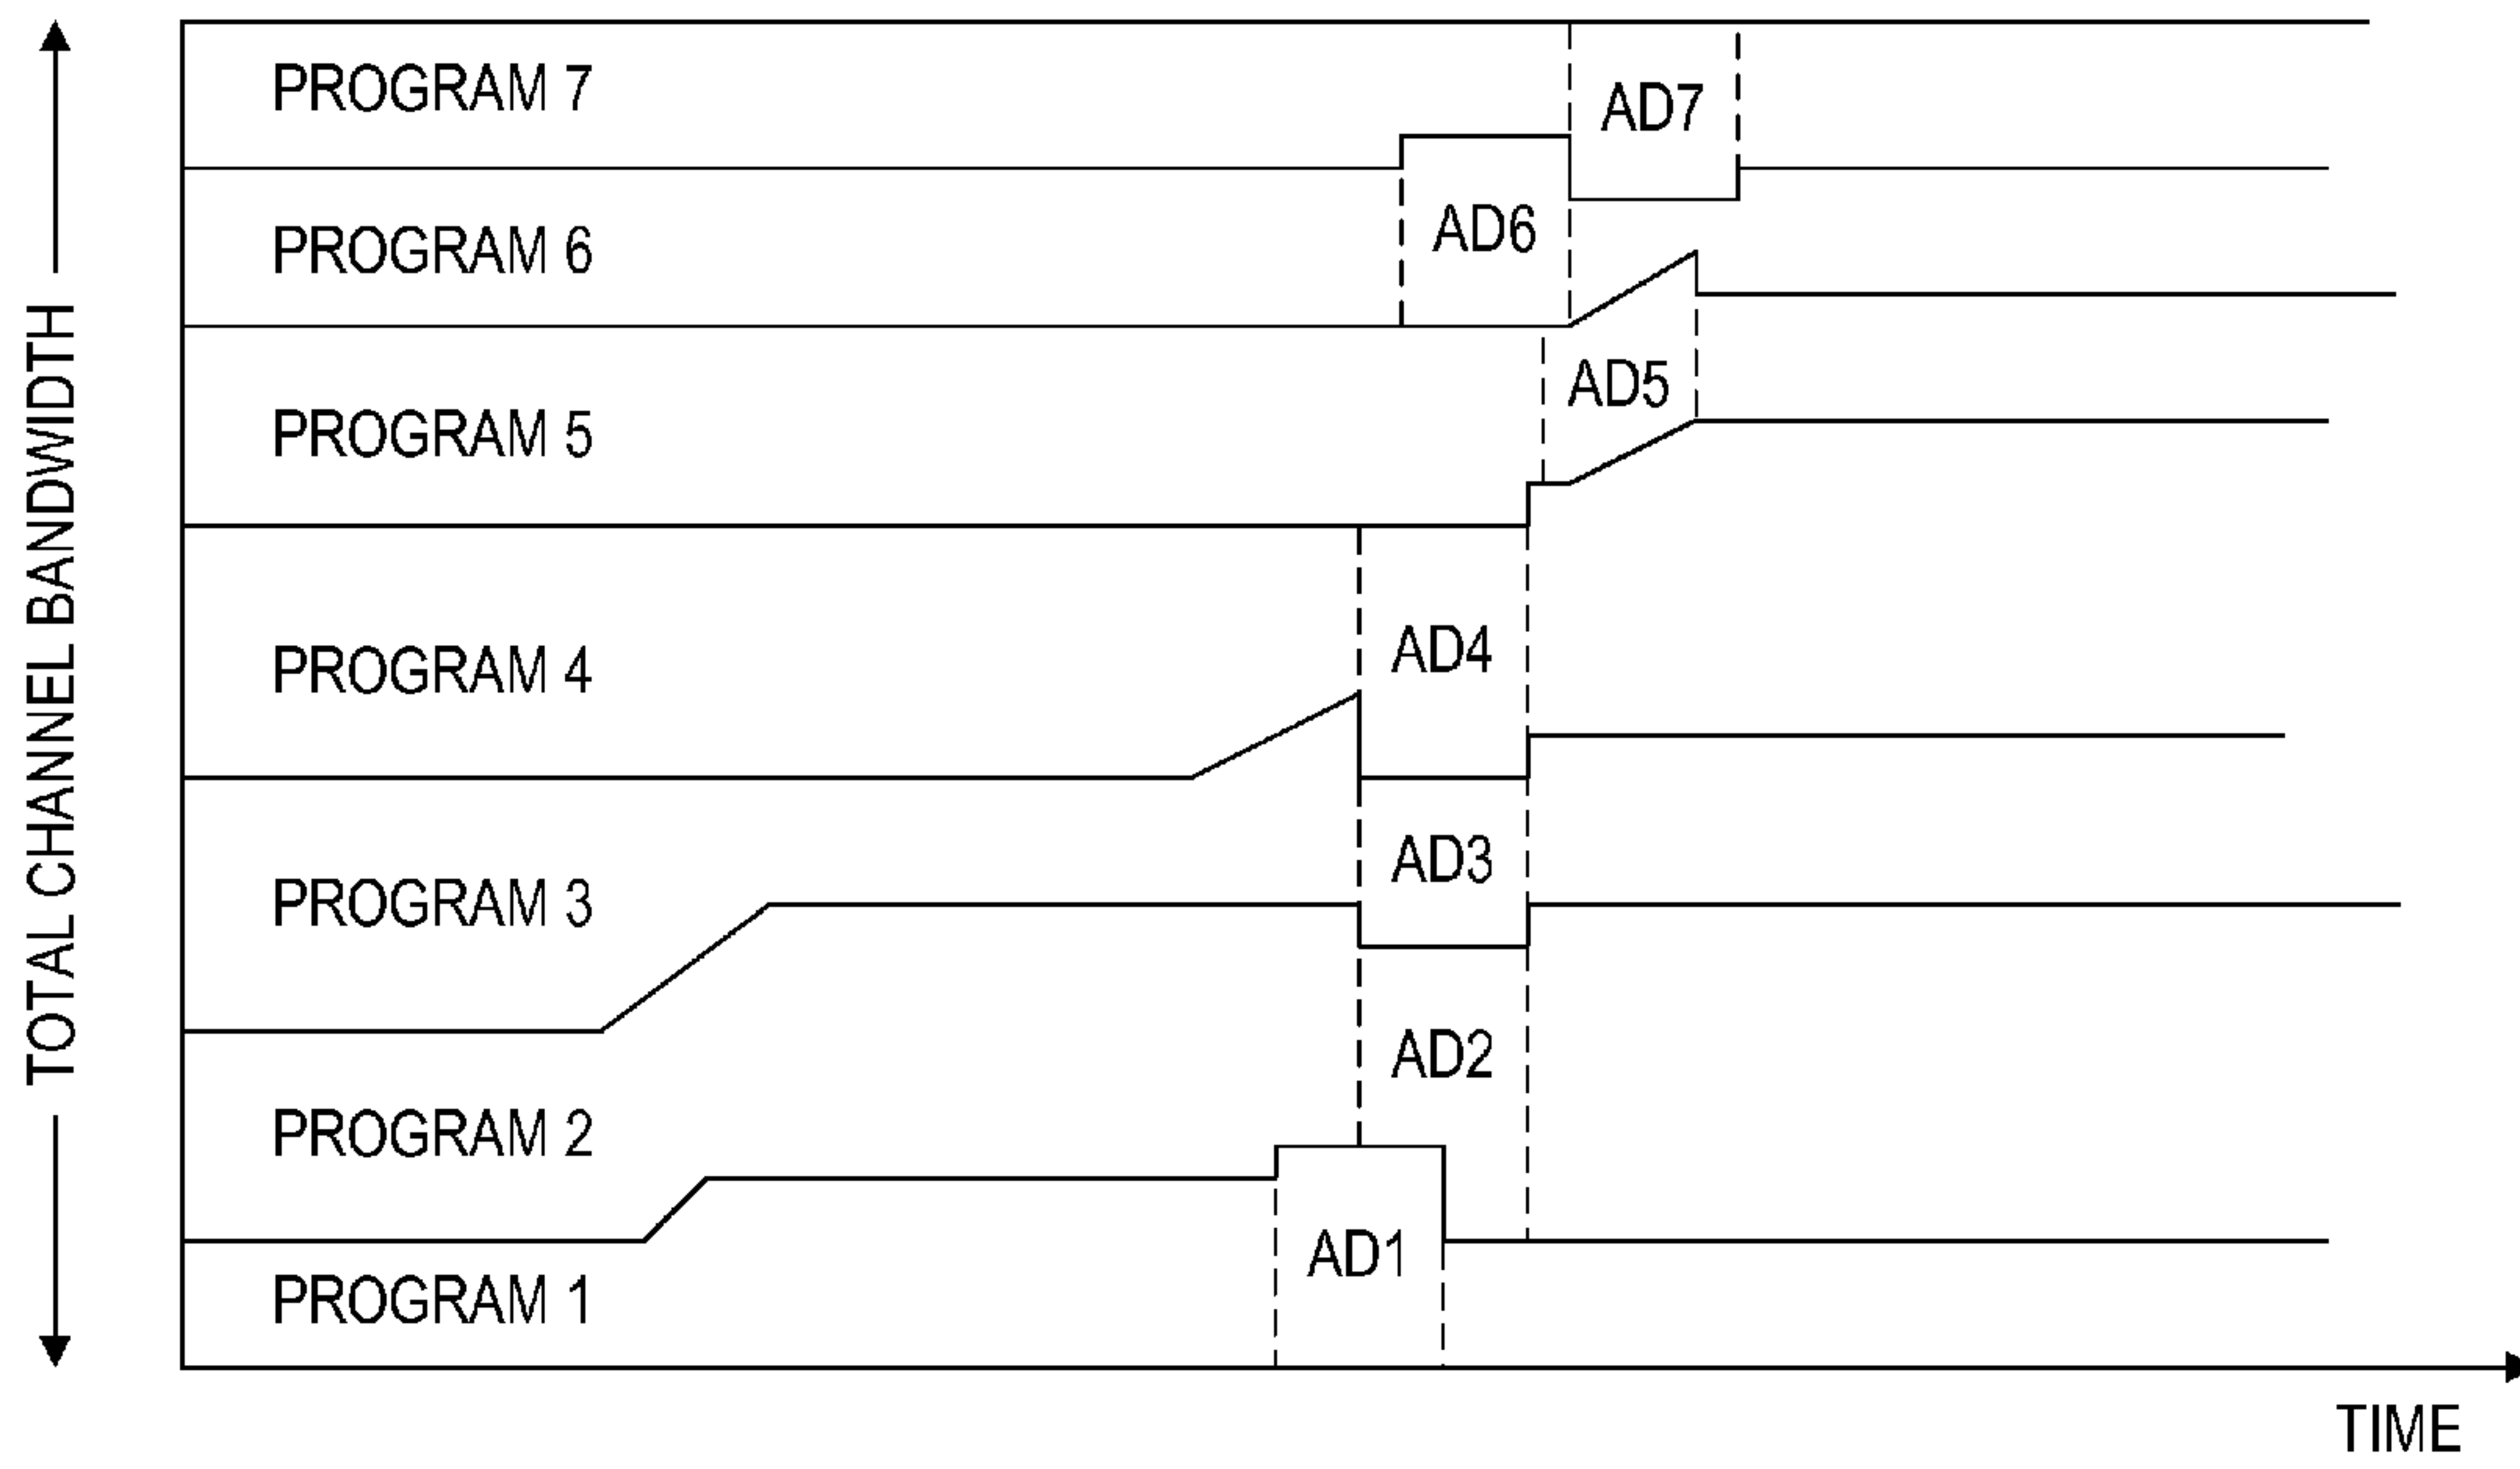 TOTAL CHANNEL BANDWIDTH
PROGRAM 7
AD7
PROGRAM 6
AD6
PROGRAM 5
AD5
PROGRAM 4
AD4
PROGRAM 3
AD3
PROGRAM 2
AD2
PROGRAM 1
AD1
TIME